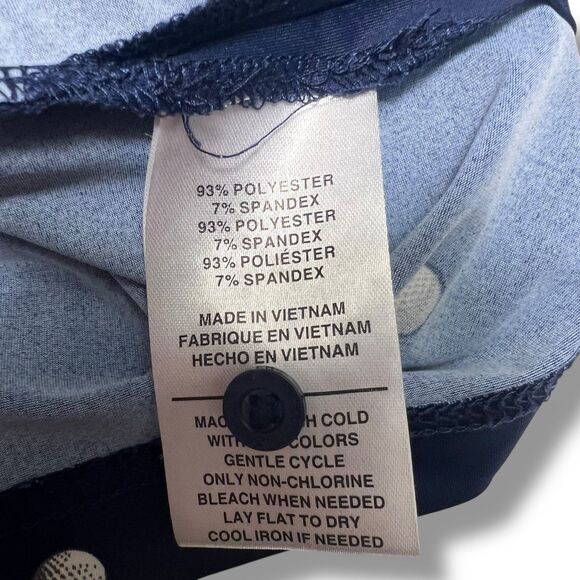 93% POLYESTER
7% SPANDEX
93% POLYESTER
7% SPANDEX
93% POLIÉSTER
7% SPANDEX
MADE IN VIETNAM
FABRIQUE EN VIETNAM
HECHO EN VIETNAM
COLD
GENTLE CYCLE
ONLY NON-CHLORINE
BLEACH WHEN NEEDED
LAY FLAT TO DRY
COOL IRON IF NEEDED